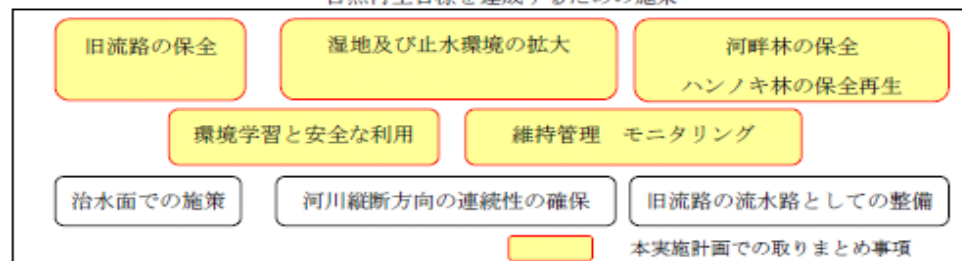 旧流路の保全
湿地及び止水環境の拡大
河畔林の保全
ハンノキ林の保全再生
環境学習と安全な利用
維持管理 モニタリング
治水面での施策
河川縦断方向の連続性の確保
旧流路の流水路としての整備
本実施計画での取りまとめ事項